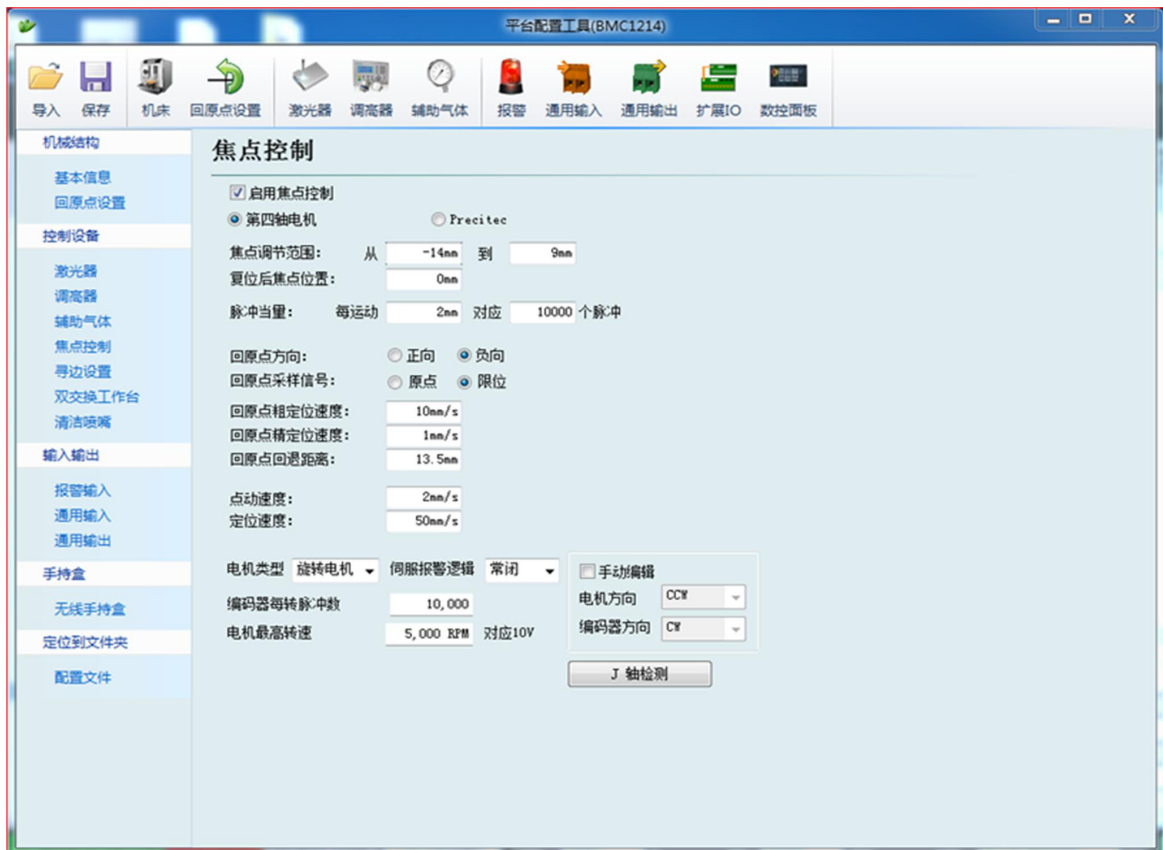 平台配置工具(BMC1214)
导入 保存 机床 回原点设置 激光器 调高器 辅助气体 报警 通用输入 通用输出 扩展IO 数控面板
机械结构
基本信息
回原点设置
控制设备
激光器
调高器
辅助气体
焦点控制
寻边设置
双交换工作台
清洁喷嘴
输入输出
报警输入
通用输入
通用输出
手持盒
无线手持盒
定位到文件夹
配置文件
焦点控制
启用焦点控制
第四轴电机 Precitec
焦点调节范围: 从 -14mm 到 9mm
复位后焦点位置: 0mm
脉冲当量: 每运动 2mm 对应 10000 个脉冲
回原点方向: 正向 负向
回原点采样信号: 原点 限位
回原点粗定位速度: 10mm/s
回原点精定位速度: 1mm/s
回原点回退距离: 13.5mm
点动速度: 2mm/s
定位速度: 50mm/s
电机类型 旋转电机 伺服报警逻辑 常闭
编码器每转脉冲数 10,000
电机最高转速 5,000 RPM 对应10V
手动编辑
电机方向 CCW
编码器方向 CW
J 轴检测